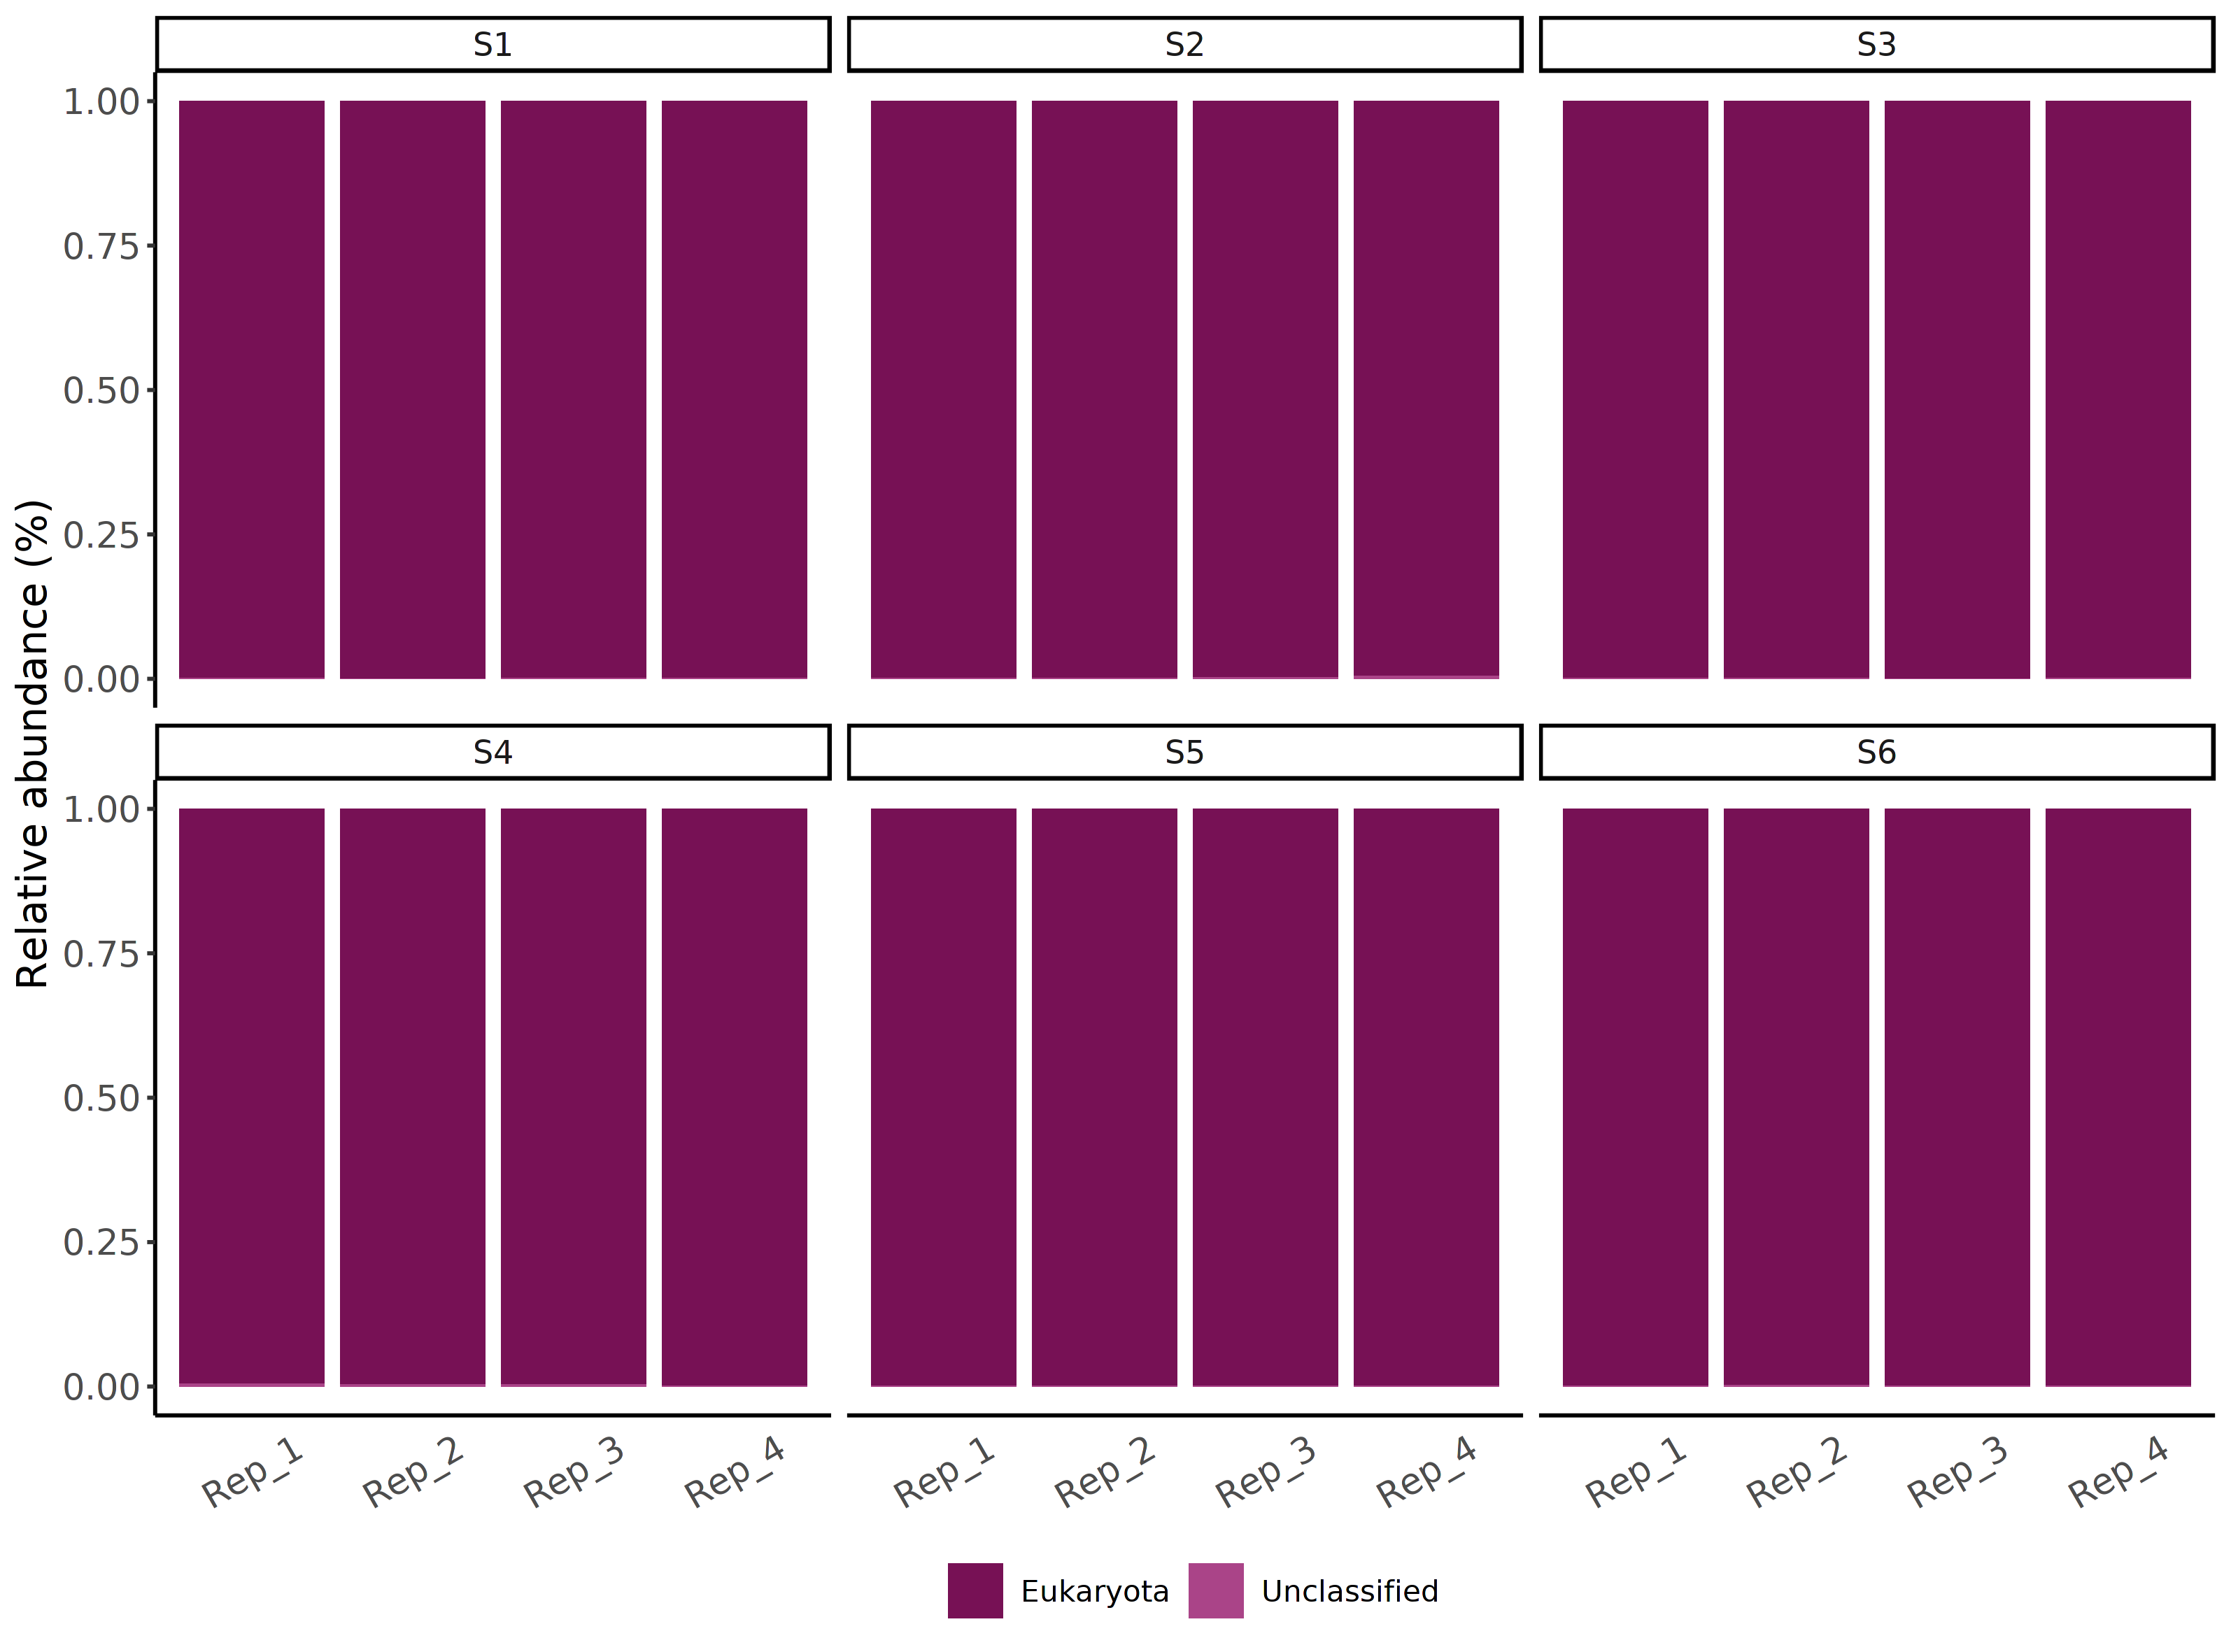 S1 S2 S3
1.00
0.75
0.50
0.25
0.00
Relative abundance (%)
S4 S5 S6
1.00
0.75
0.50
0.25
0.00
Rep_1 Rep_2 Rep_3 Rep_4 Rep_1 Rep_2 Rep_3 Rep_4 Rep_1 Rep_2 Rep_3 Rep_4
Eukaryota Unclassified